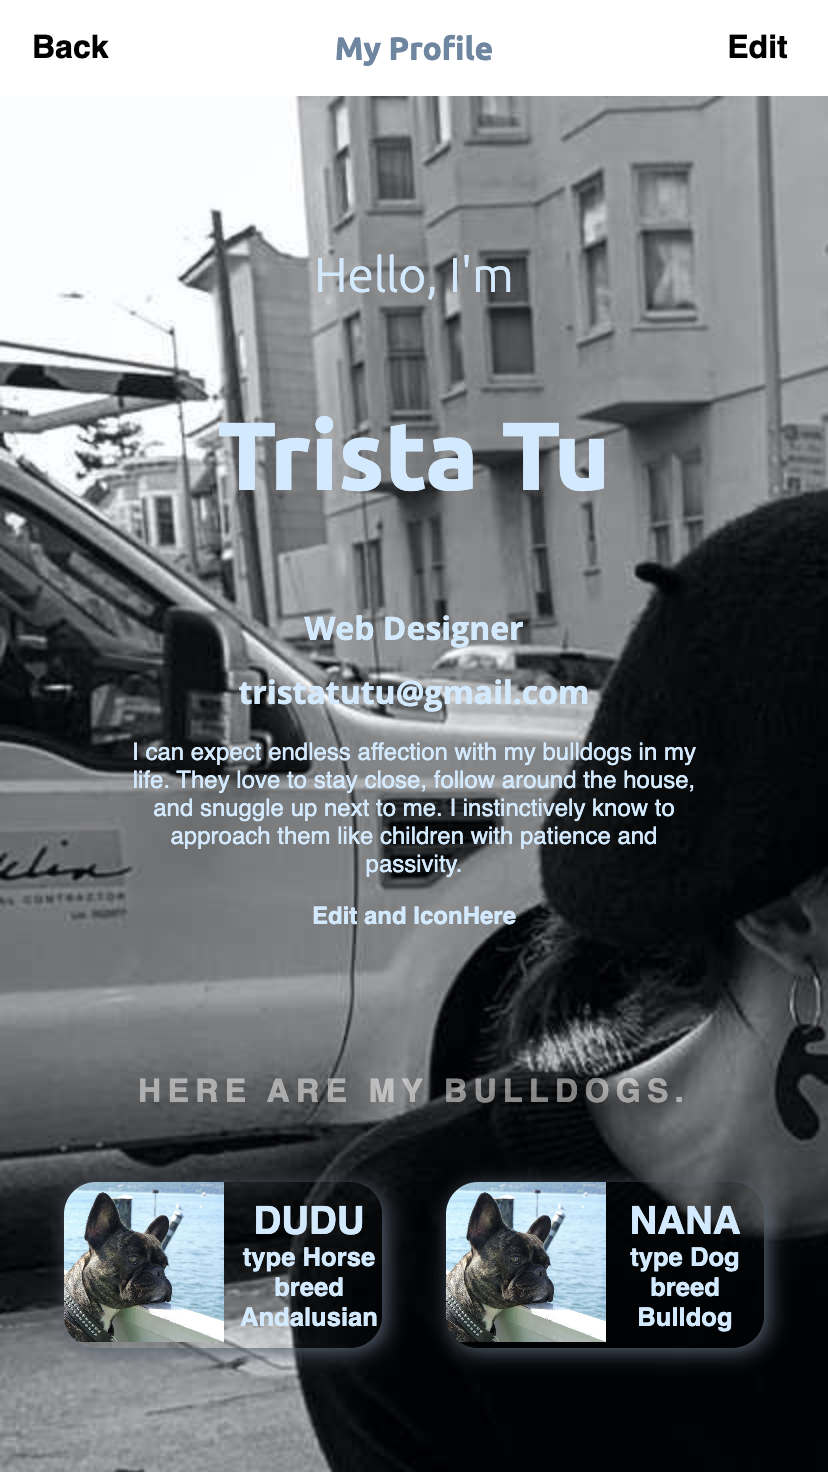 Back
My Profile
Edit
Hello, I'm
Trista Tu
Web Designer
tristatutu@gmail.com
I can expect endless affection with my bulldogs in my
life. They love to stay close, follow around the house,
and snuggle up next to me. I instinctively know to
approach them like children with patience and
passivity.
Edit and IconHere
HERE ARE MY BULLDOGS.
DUDU
type Horse
breed
Andalusian
NANA
type Dog
breed
Bulldog